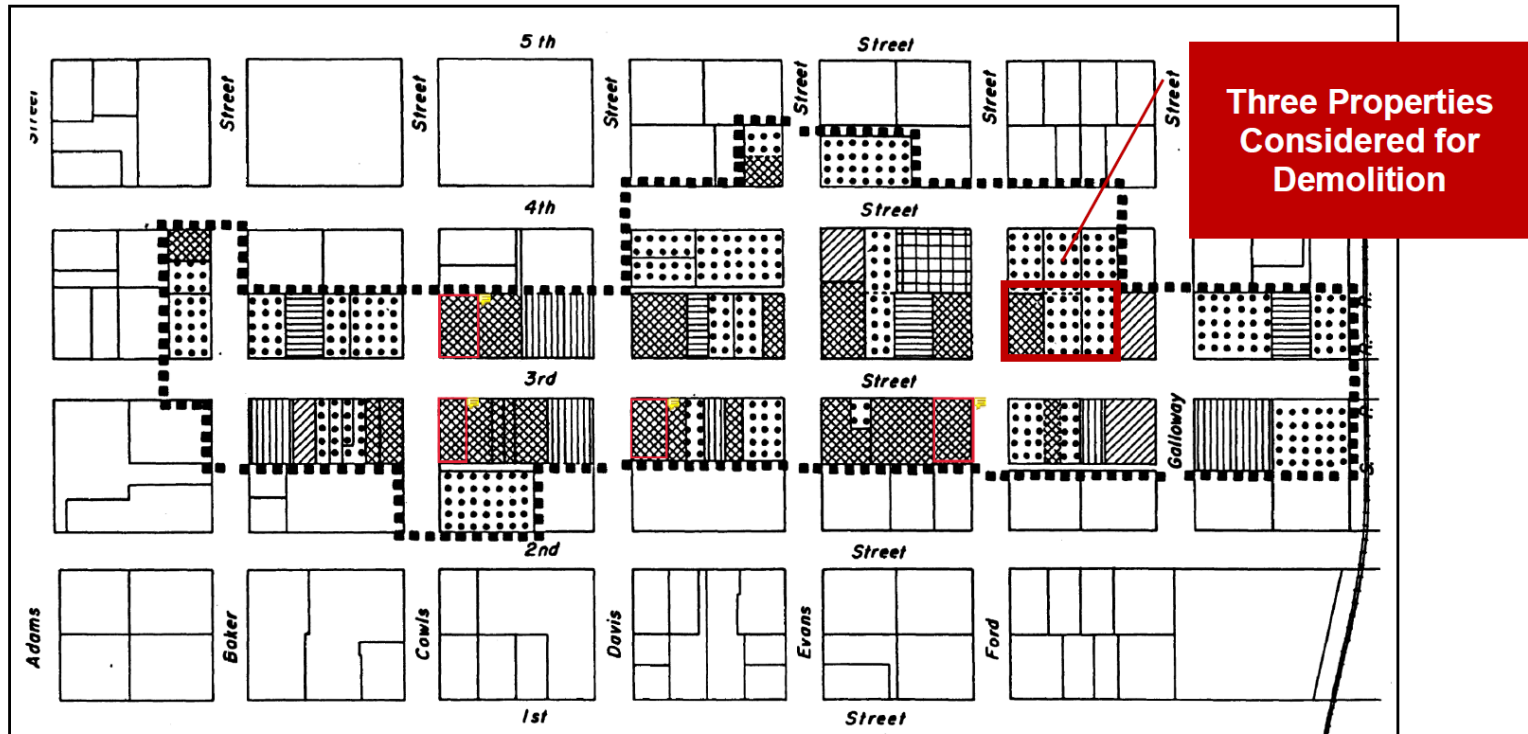 5th
Street
Street
Street
Street
Street
Street
Street
Three Properties
Considered for
Demolition
4th
Street
3rd
Street
Galloway
2nd
Street
Adams
Baker
Cowls
Davis
Evans
Ford
1st
Street